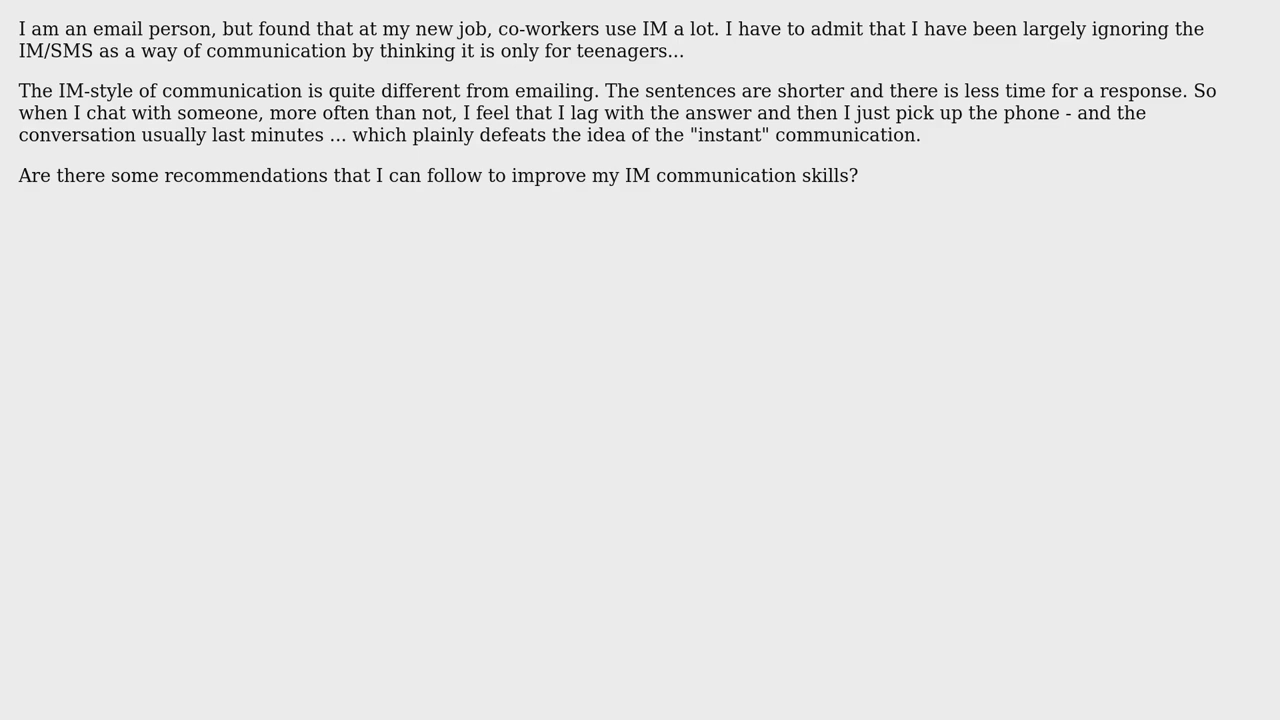 I am an email person, but found that at my new job, co-workers use IM a lot. I have to admit that I have been largely ignoring the
IM/SMS as a way of communication by thinking it is only for teenagers...
The IM-style of communication is quite different from emailing. The sentences are shorter and there is less time for a response. So
when I chat with someone, more often than not, I feel that I lag with the answer and then I just pick up the phone - and the
conversation usually last minutes ... which plainly defeats the idea of the "instant" communication.
Are there some recommendations that I can follow to improve my IM communication skills?